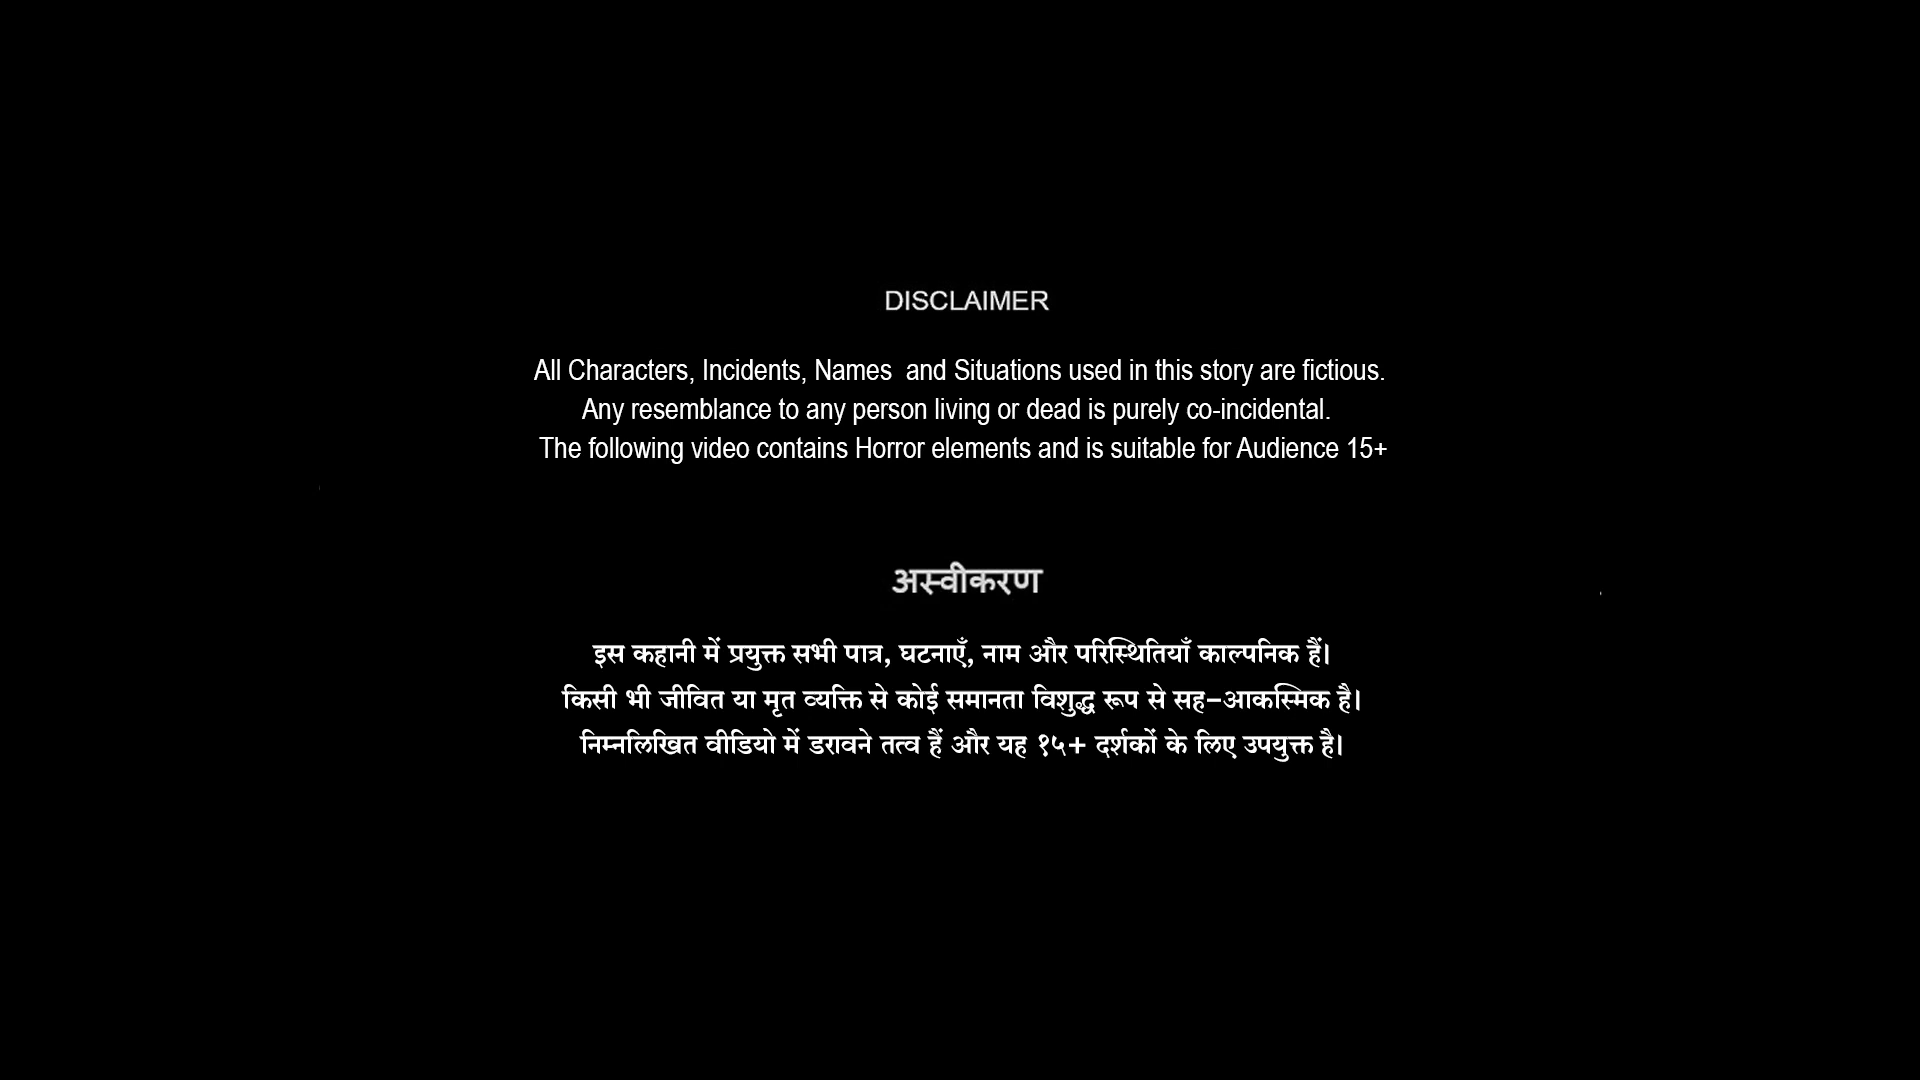 DISCLAIMER
All Characters, Incidents, Names  and Situations used in this story are fictious.
Any resemblance to any person living or dead is purely co-incidental.
The following video contains Horror elements and is suitable for Audience 15+
अस्वीकरण
इस कहानी में प्रयुक्त सभी पात्र, घटनाएँ, नाम और परिस्थितियाँ काल्पनिक हैं।
किसी भी जीवित या मृत व्यक्ति से कोई समानता विशुद्ध रूप से सह-आकस्मिक है।
निम्नलिखित वीडियो में डरावने तत्व हैं और यह १५+ दर्शकों के लिए उपयुक्त है।